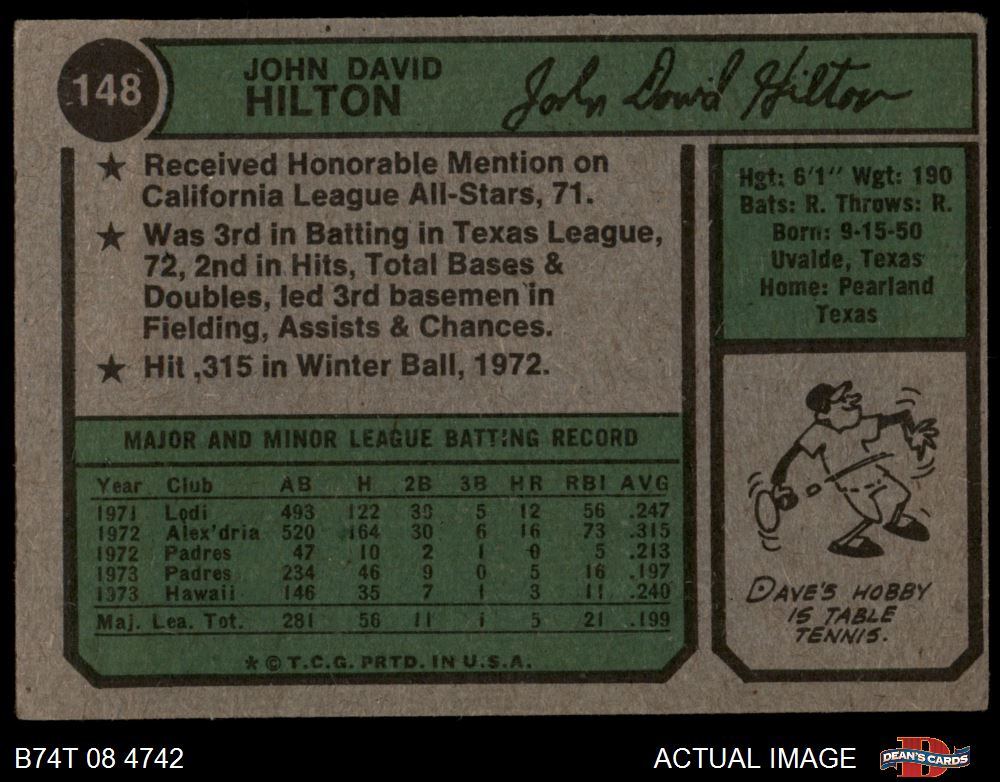 148
JOHN DAVID
HILTON
John David Hilton
★ Received Honorable Mention on
California League All-Stars, 71.
★ Was 3rd in Batting in Texas League,
72, 2nd in Hits, Total Bases &
Doubles, led 3rd basemen in
Fielding, Assists & Chances.
★ Hit .315 in Winter Ball, 1972.
Hgt: 6'1" Wgt: 190
Bats: R. Throws: R.
Born: 9-15-50
Uvalde, Texas
Home: Pearland
Texas
MAJOR AND MINOR LEAGUE BATTING RECORD
Year Club AB H 2B 3B HR RBI AVG
1971 Lodi 493 122 5 12 56 .247
1972 Alex'dria 520 164 30 6 16 73 .315
1972 Padres 47 10 2 1 0 5 .213
1973 Padres 234 46 9 0 5 16 .197
1973 Hawaii 146 35 7 1 3 11 .240
Maj. Lea. Tot. 281 56 11 1 5 21 .199
* © T.C.G. PRTD. IN U.S.A.
DAVE'S HOBBY
IS TABLE
TENNIS.
B74T 08 4742
ACTUAL IMAGE
D
DEAN'S CARDS